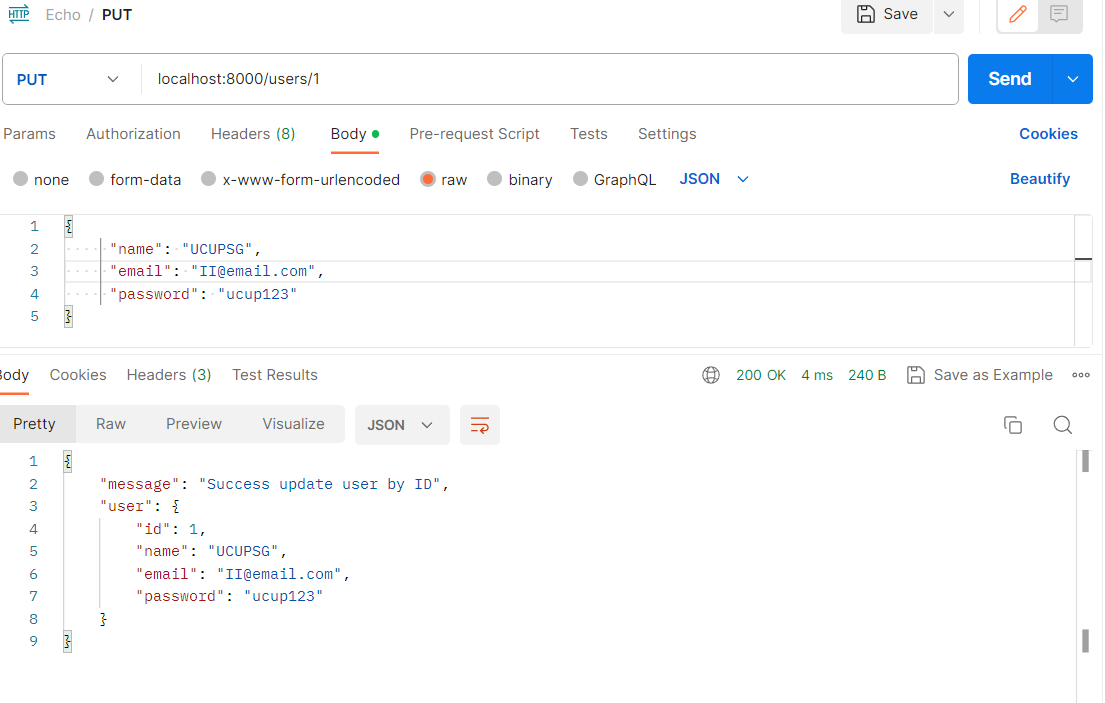 HTTP Echo / PUT Save
PUT localhost:8000/users/1 Send
Params Authorization Headers (8) Body Pre-request Script Tests Settings Cookies
none form-data x-www-form-urlencoded raw binary GraphQL JSON Beautify
1 {
2 "name": "UCUPSG",
3 "email": "II@email.com",
4 "password": "ucup123"
5 }
Body Cookies Headers (3) Test Results 200 OK 4 ms 240 B Save as Example
Pretty Raw Preview Visualize JSON
1 {
2 "message": "Success update user by ID",
3 "user": {
4 "id": 1,
5 "name": "UCUPSG",
6 "email": "II@email.com",
7 "password": "ucup123"
8 }
9 }